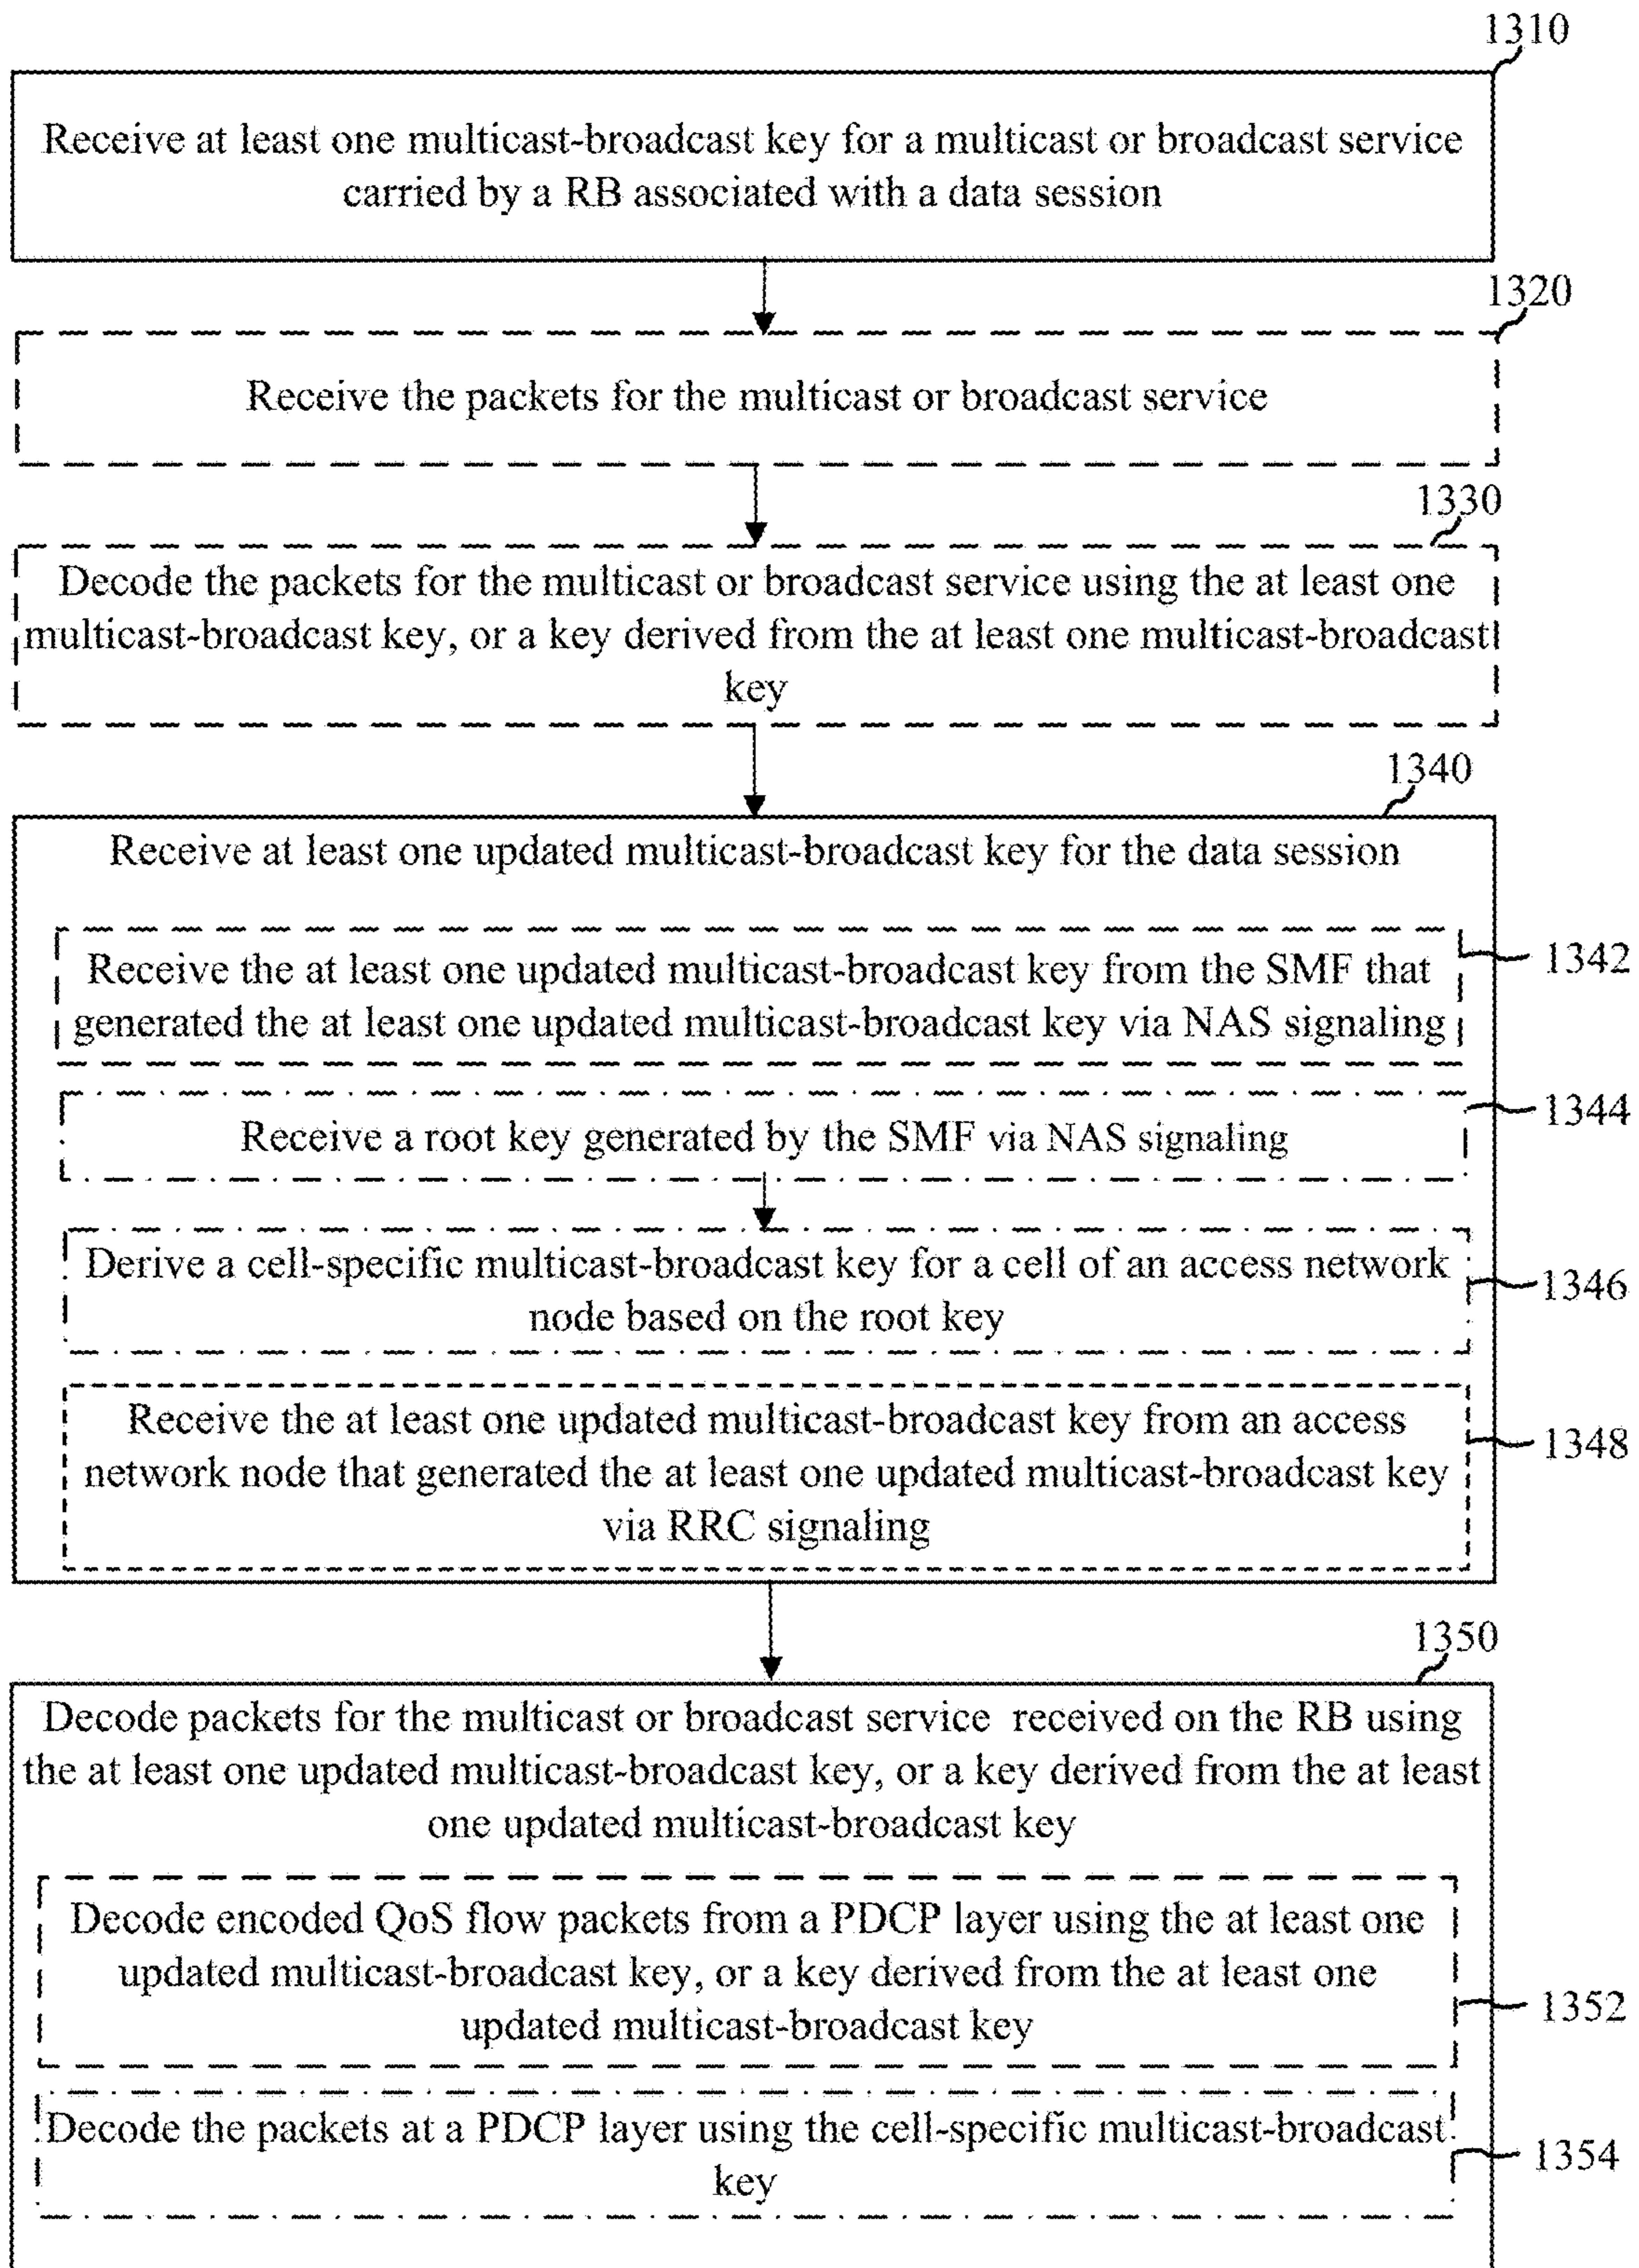 1310
Receive at least one multicast-broadcast key for a multicast or broadcast service
carried by a RB associated with a data session
1320
Receive the packets for the multicast or broadcast service
1330
Decode the packets for the multicast or broadcast service using the at least one
multicast-broadcast key, or a key derived from the at least one multicast-broadcast
key
1340
Receive at least one updated multicast-broadcast key for the data session
Receive the at least one updated multicast-broadcast key from the SMF that
generated the at least one updated multicast-broadcast key via NAS signaling
1342
Receive a root key generated by the SMF via NAS signaling
1344
Derive a cell-specific multicast-broadcast key for a cell of an access network
node based on the root key
1346
Receive the at least one updated multicast-broadcast key from an access
network node that generated the at least one updated multicast-broadcast key
via RRC signaling
1348
1350
Decode packets for the multicast or broadcast service received on the RB using
the at least one updated multicast-broadcast key, or a key derived from the at least
one updated multicast-broadcast key
Decode encoded QoS flow packets from a PDCP layer using the at least one
updated multicast-broadcast key, or a key derived from the at least one
updated multicast-broadcast key
1352
Decode the packets at a PDCP layer using the cell-specific multicast-broadcast
key
1354